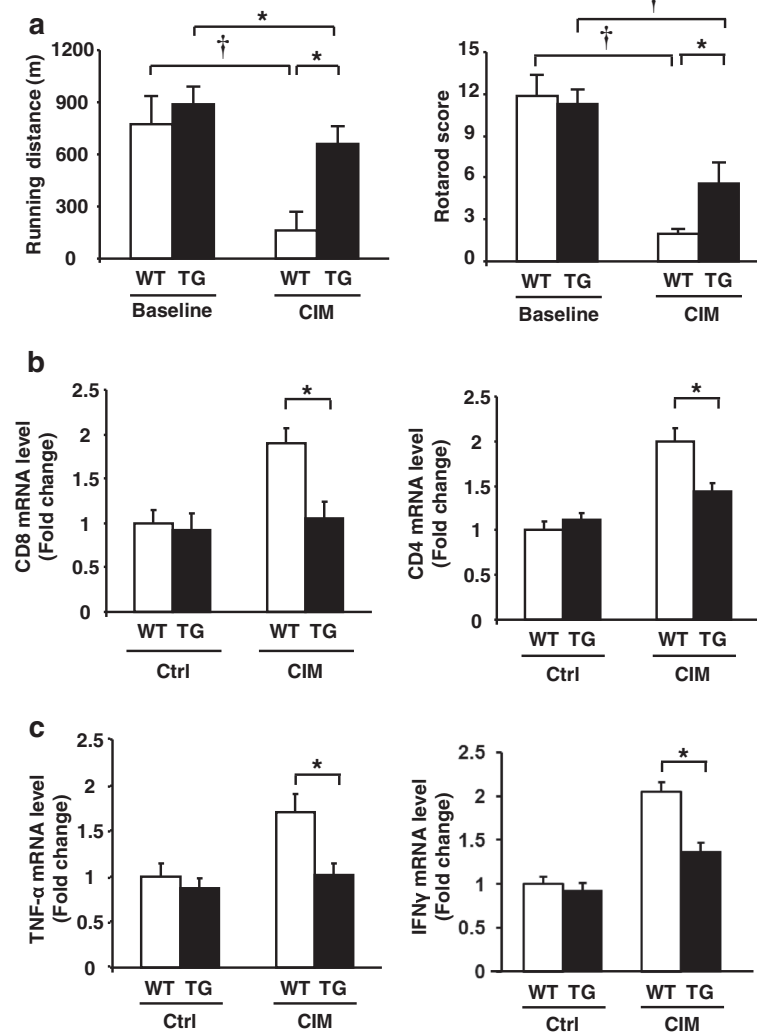 a
*
†
*
1200
900
600
300
0
Running distance (m)
WT TG WT TG
Baseline CIM
†
*
15
12
9
6
3
0
Rotarod score
WT TG WT TG
Baseline CIM
b
2.5
2
1.5
1
0.5
0
CD8 mRNA level
(Fold change)
*
WT TG WT TG
Ctrl CIM
2.5
2
1.5
1
0.5
0
CD4 mRNA level
(Fold change)
*
WT TG WT TG
Ctrl CIM
c
2.5
2
1.5
1
0.5
0
TNF-α mRNA level
(Fold change)
*
WT TG WT TG
Ctrl CIM
2.5
2
1.5
1
0.5
0
IFNγ mRNA level
(Fold change)
*
WT TG WT TG
Ctrl CIM